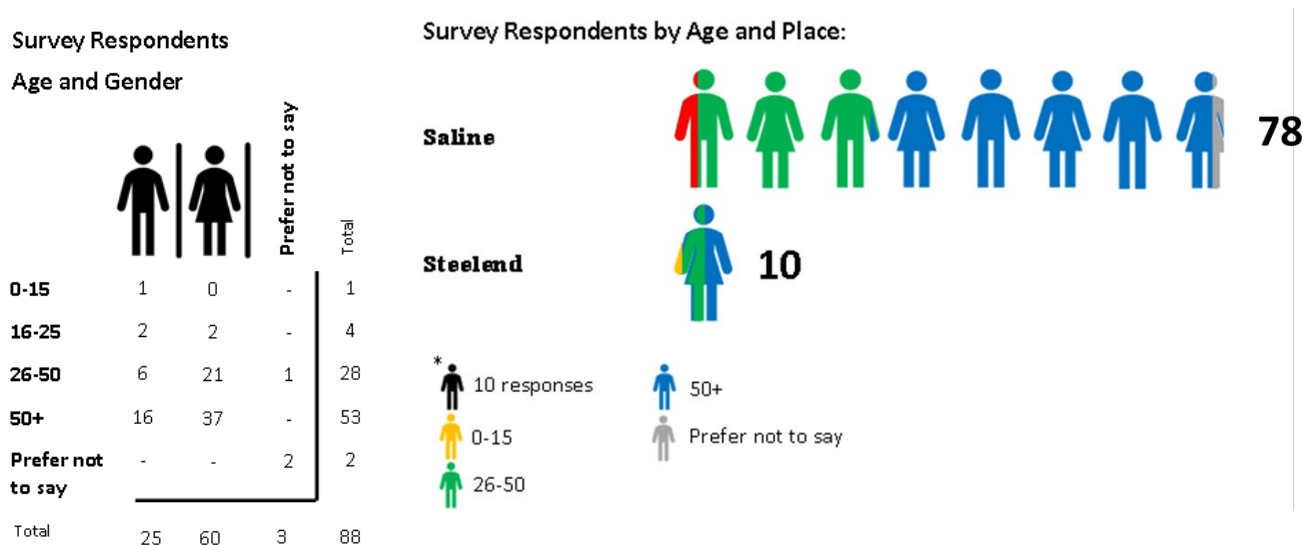 Survey Respondents
Age and Gender
Prefer not to say
Total
0-15 1 0 - 1
16-25 2 2 - 4
26-50 6 21 1 28
50+ 16 37 - 53
Prefer not to say - - 2 2
Total 25 60 3 88
Survey Respondents by Age and Place:
Saline 78
Steelend 10
* 10 responses
0-15
26-50
50+
Prefer not to say